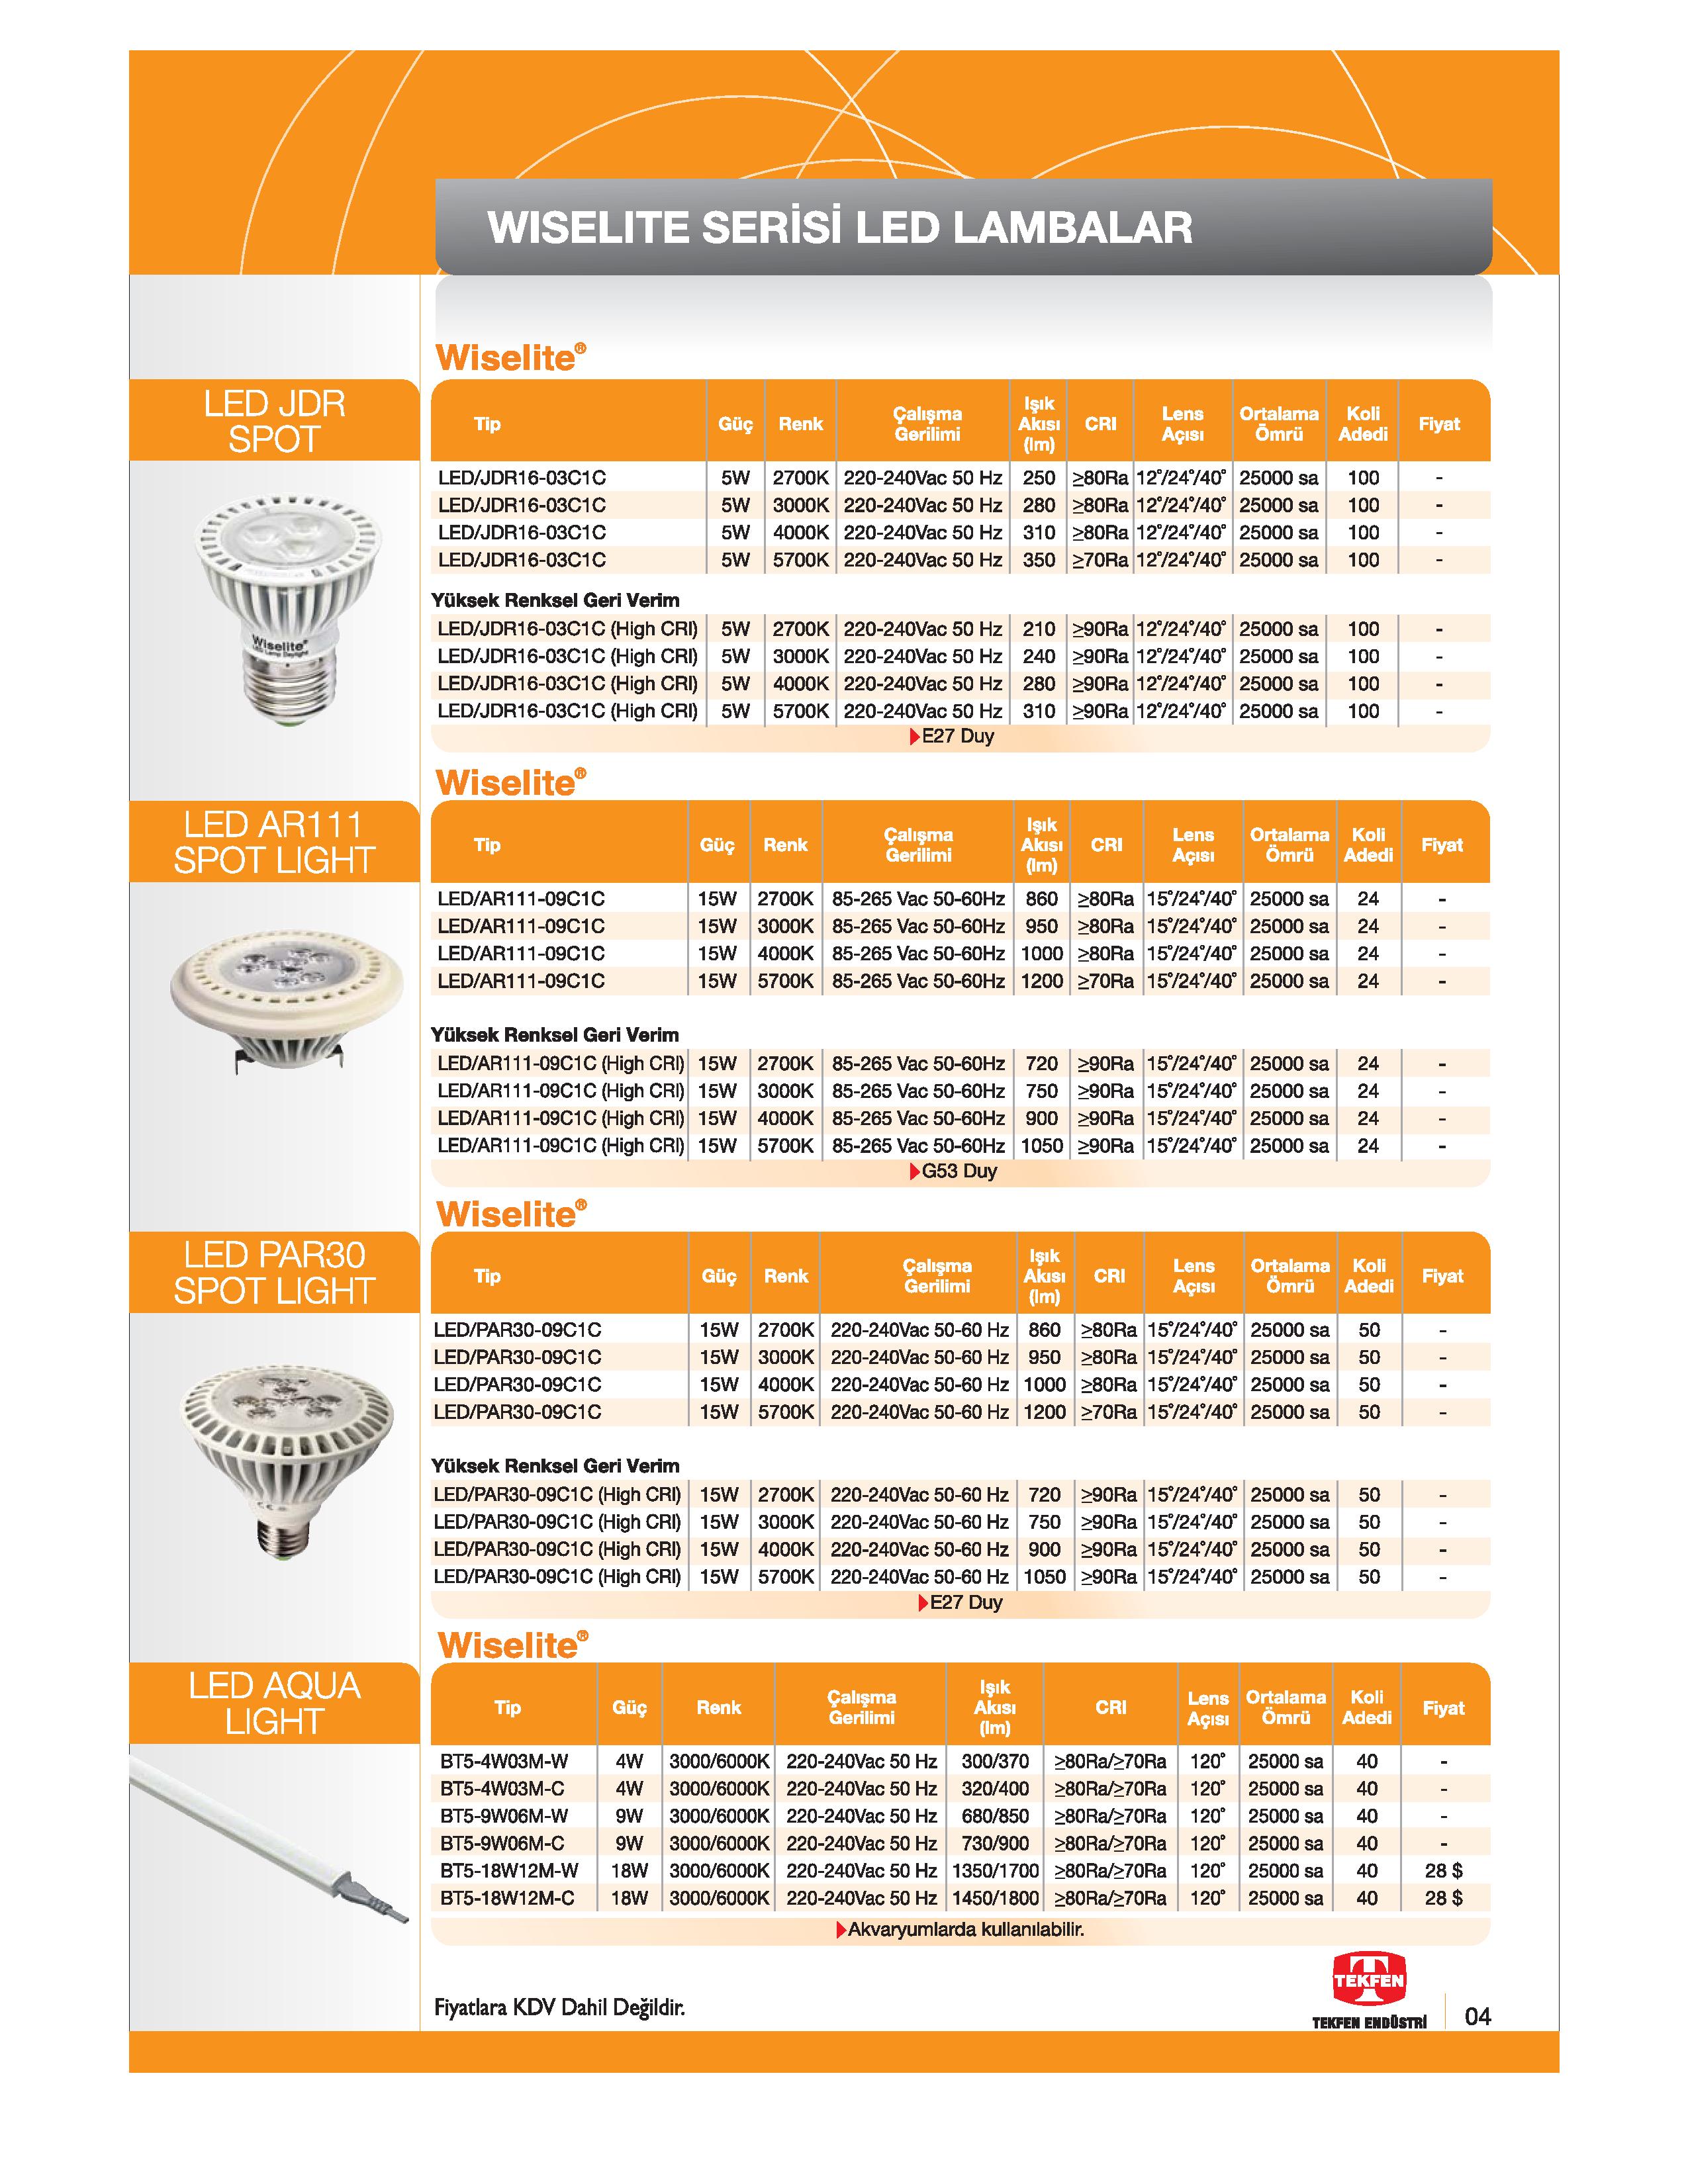 WISELITE SERİSİ LED LAMBALAR
Wiselite®
LED JDR
SPOT
Tip Güç Renk Çalışma Gerilimi Işık Akısı (lm) CRI Lens Açısı Ortalama Ömrü Koli Adedi Fiyat
LED/JDR16-03C1C 5W 2700K 220-240Vac 50 Hz 250 ≥80Ra 12°/24°/40° 25000 sa 100 -
LED/JDR16-03C1C 5W 3000K 220-240Vac 50 Hz 280 ≥80Ra 12°/24°/40° 25000 sa 100 -
LED/JDR16-03C1C 5W 4000K 220-240Vac 50 Hz 310 ≥80Ra 12°/24°/40° 25000 sa 100 -
LED/JDR16-03C1C 5W 5700K 220-240Vac 50 Hz 350 ≥70Ra 12°/24°/40° 25000 sa 100 -
Yüksek Renksel Geri Verim
LED/JDR16-03C1C (High CRI) 5W 2700K 220-240Vac 50 Hz 210 ≥90Ra 12°/24°/40° 25000 sa 100 -
LED/JDR16-03C1C (High CRI) 5W 3000K 220-240Vac 50 Hz 240 ≥90Ra 12°/24°/40° 25000 sa 100 -
LED/JDR16-03C1C (High CRI) 5W 4000K 220-240Vac 50 Hz 280 ≥90Ra 12°/24°/40° 25000 sa 100 -
LED/JDR16-03C1C (High CRI) 5W 5700K 220-240Vac 50 Hz 310 ≥90Ra 12°/24°/40° 25000 sa 100 -
E27 Duy
Wiselite®
LED Lamp Daylight
Wiselite®
LED AR111
SPOT LIGHT
Tip Güç Renk Çalışma Gerilimi Işık Akısı (lm) CRI Lens Açısı Ortalama Ömrü Koli Adedi Fiyat
LED/AR111-09C1C 15W 2700K 85-265 Vac 50-60Hz 860 ≥80Ra 15°/24°/40° 25000 sa 24 -
LED/AR111-09C1C 15W 3000K 85-265 Vac 50-60Hz 950 ≥80Ra 15°/24°/40° 25000 sa 24 -
LED/AR111-09C1C 15W 4000K 85-265 Vac 50-60Hz 1000 ≥80Ra 15°/24°/40° 25000 sa 24 -
LED/AR111-09C1C 15W 5700K 85-265 Vac 50-60Hz 1200 ≥70Ra 15°/24°/40° 25000 sa 24 -
Yüksek Renksel Geri Verim
LED/AR111-09C1C (High CRI) 15W 2700K 85-265 Vac 50-60Hz 720 ≥90Ra 15°/24°/40° 25000 sa 24 -
LED/AR111-09C1C (High CRI) 15W 3000K 85-265 Vac 50-60Hz 750 ≥90Ra 15°/24°/40° 25000 sa 24 -
LED/AR111-09C1C (High CRI) 15W 4000K 85-265 Vac 50-60Hz 900 ≥90Ra 15°/24°/40° 25000 sa 24 -
LED/AR111-09C1C (High CRI) 15W 5700K 85-265 Vac 50-60Hz 1050 ≥90Ra 15°/24°/40° 25000 sa 24 -
G53 Duy
Wiselite®
LED PAR30
SPOT LIGHT
Tip Güç Renk Çalışma Gerilimi Işık Akısı (lm) CRI Lens Açısı Ortalama Ömrü Koli Adedi Fiyat
LED/PAR30-09C1C 15W 2700K 220-240Vac 50-60 Hz 860 ≥80Ra 15°/24°/40° 25000 sa 50 -
LED/PAR30-09C1C 15W 3000K 220-240Vac 50-60 Hz 950 ≥80Ra 15°/24°/40° 25000 sa 50 -
LED/PAR30-09C1C 15W 4000K 220-240Vac 50-60 Hz 1000 ≥80Ra 15°/24°/40° 25000 sa 50 -
LED/PAR30-09C1C 15W 5700K 220-240Vac 50-60 Hz 1200 ≥70Ra 15°/24°/40° 25000 sa 50 -
Yüksek Renksel Geri Verim
LED/PAR30-09C1C (High CRI) 15W 2700K 220-240Vac 50-60 Hz 720 ≥90Ra 15°/24°/40° 25000 sa 50 -
LED/PAR30-09C1C (High CRI) 15W 3000K 220-240Vac 50-60 Hz 750 ≥90Ra 15°/24°/40° 25000 sa 50 -
LED/PAR30-09C1C (High CRI) 15W 4000K 220-240Vac 50-60 Hz 900 ≥90Ra 15°/24°/40° 25000 sa 50 -
LED/PAR30-09C1C (High CRI) 15W 5700K 220-240Vac 50-60 Hz 1050 ≥90Ra 15°/24°/40° 25000 sa 50 -
E27 Duy
Wiselite®
LED AQUA
LIGHT
Tip Güç Renk Çalışma Gerilimi Işık Akısı (lm) CRI Lens Açısı Ortalama Ömrü Koli Adedi Fiyat
BT5-4W03M-W 4W 3000/6000K 220-240Vac 50 Hz 300/370 ≥80Ra/≥70Ra 120° 25000 sa 40 -
BT5-4W03M-C 4W 3000/6000K 220-240Vac 50 Hz 320/400 ≥80Ra/≥70Ra 120° 25000 sa 40 -
BT5-9W06M-W 9W 3000/6000K 220-240Vac 50 Hz 680/850 ≥80Ra/≥70Ra 120° 25000 sa 40 -
BT5-9W06M-C 9W 3000/6000K 220-240Vac 50 Hz 730/900 ≥80Ra/≥70Ra 120° 25000 sa 40 -
BT5-18W12M-W 18W 3000/6000K 220-240Vac 50 Hz 1350/1700 ≥80Ra/≥70Ra 120° 25000 sa 40 28 $
BT5-18W12M-C 18W 3000/6000K 220-240Vac 50 Hz 1450/1800 ≥80Ra/≥70Ra 120° 25000 sa 40 28 $
Akvaryumlarda kullanılabilir.
Fiyatlara KDV Dahil Değildir.
TEKFEN
TEKFEN ENDÜSTRİ
04